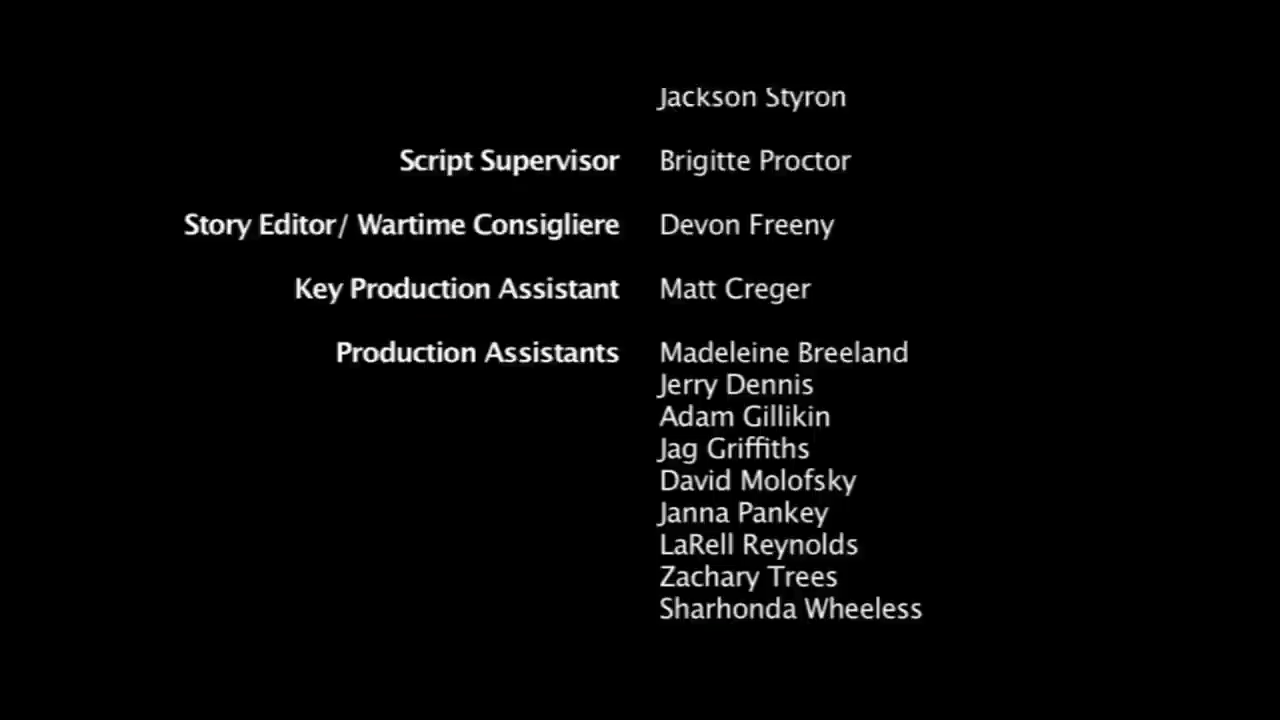 Jackson Styron
Script Supervisor Brigitte Proctor
Story Editor/ Wartime Consigliere Devon Freeny
Key Production Assistant Matt Creger
Production Assistants Madeleine Breeland
Jerry Dennis
Adam Gillikin
Jag Griffiths
David Molofsky
Janna Pankey
LaRell Reynolds
Zachary Trees
Sharhonda Wheeless